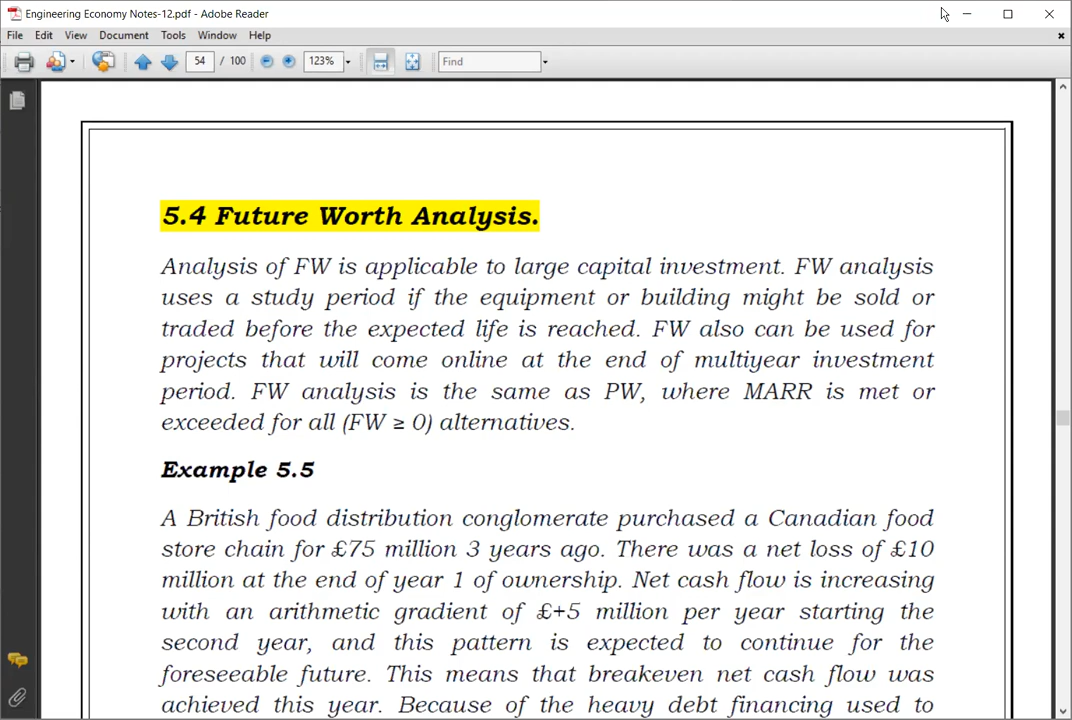 Engineering Economy Notes-12.pdf - Adobe Reader
File Edit View Document Tools Window Help
54 / 100 123% Find
5.4 Future Worth Analysis.
Analysis of FW is applicable to large capital investment. FW analysis
uses a study period if the equipment or building might be sold or
traded before the expected life is reached. FW also can be used for
projects that will come online at the end of multiyear investment
period. FW analysis is the same as PW, where MARR is met or
exceeded for all (FW ≥ 0) alternatives.
Example 5.5
A British food distribution conglomerate purchased a Canadian food
store chain for £75 million 3 years ago. There was a net loss of £10
million at the end of year 1 of ownership. Net cash flow is increasing
with an arithmetic gradient of £+5 million per year starting the
second year, and this pattern is expected to continue for the
foreseeable future. This means that breakeven net cash flow was
achieved this year. Because of the heavy debt financing used to